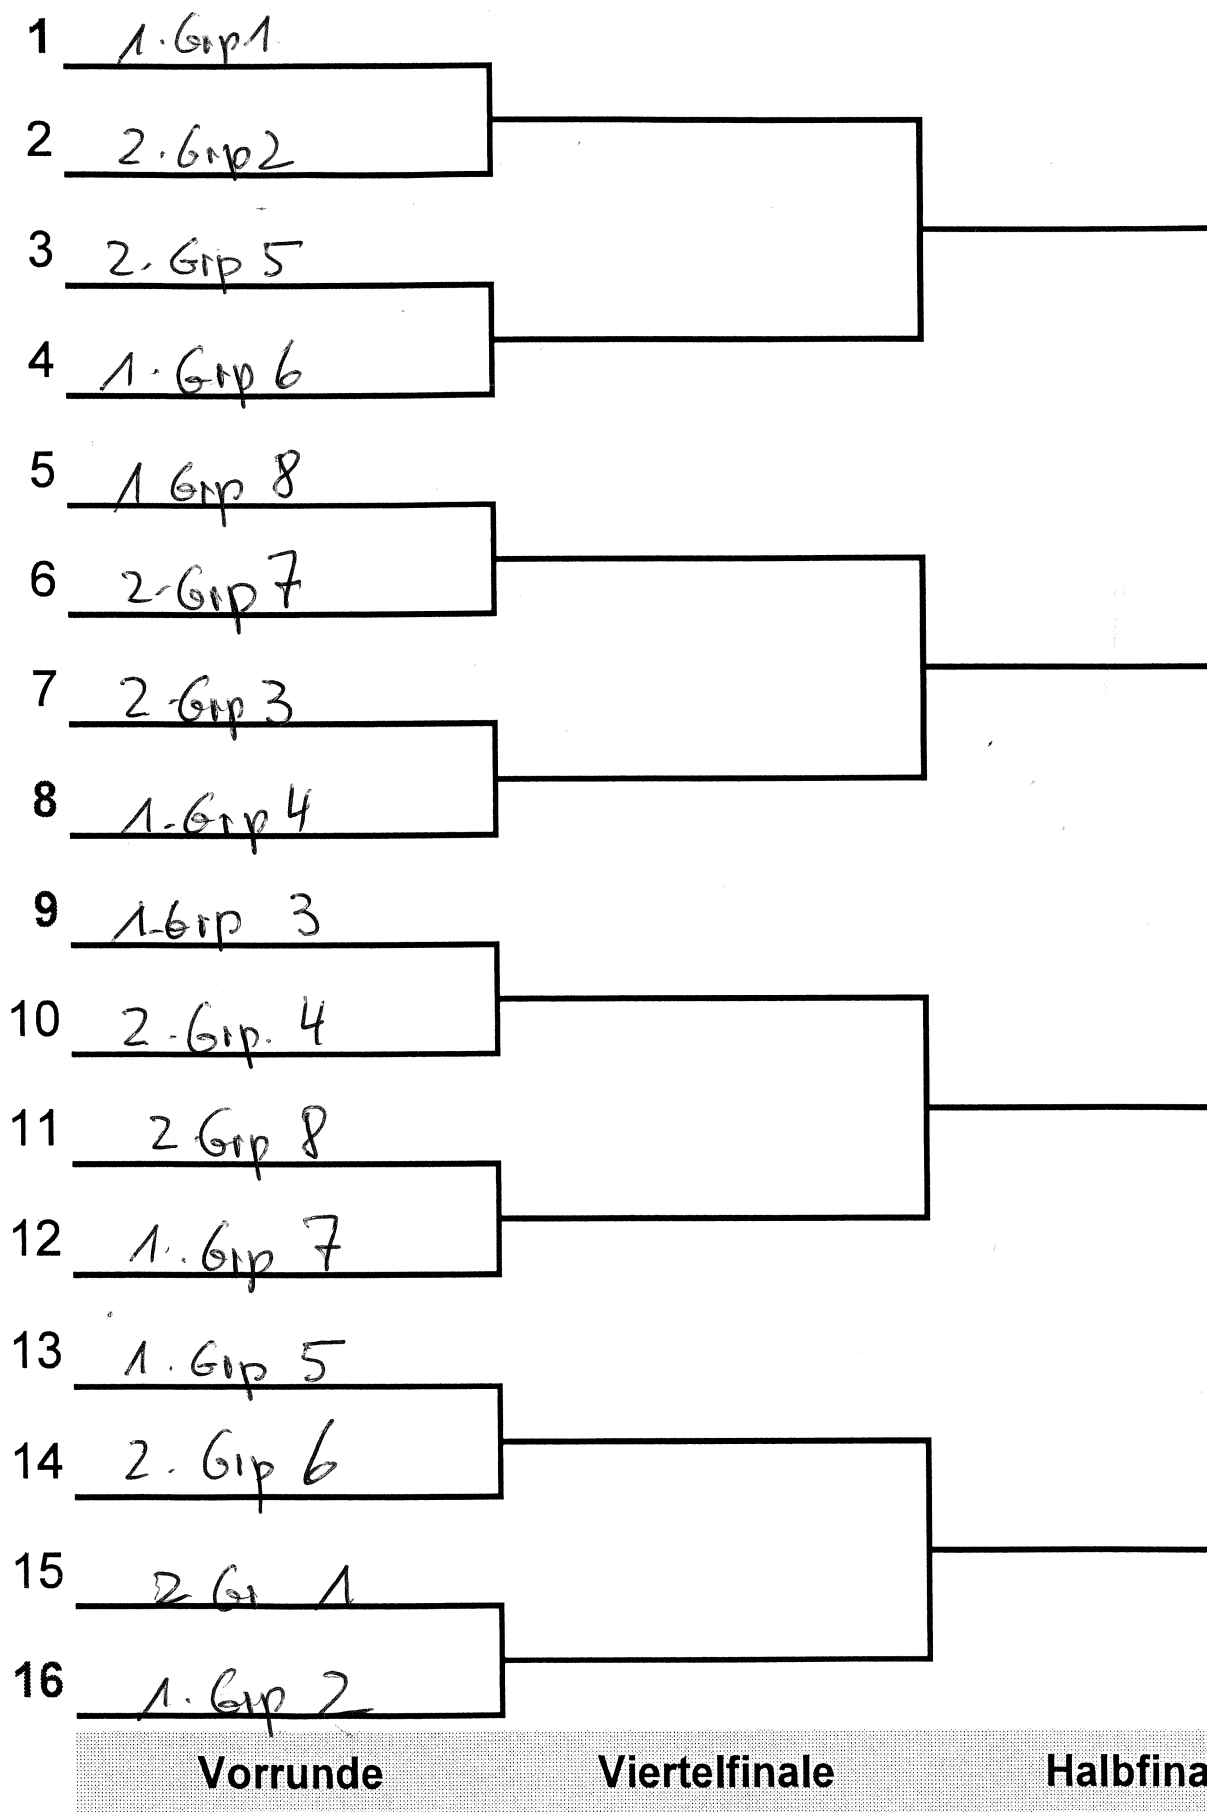 1 1. Grp 1
2 2. Grp 2
3 2. Grp 5
4 1. Grp 6
5 1 Grp 8
6 2. Grp 7
7 2. Grp 3
8 1. Grp 4
9 1. Grp 3
10 2. Grp. 4
11 2 Grp 8
12 1. Grp 7
13 1. Grp 5
14 2. Grp 6
15 2 Gr 1
16 1. Grp 2
Vorrunde Viertelfinale Halbfina